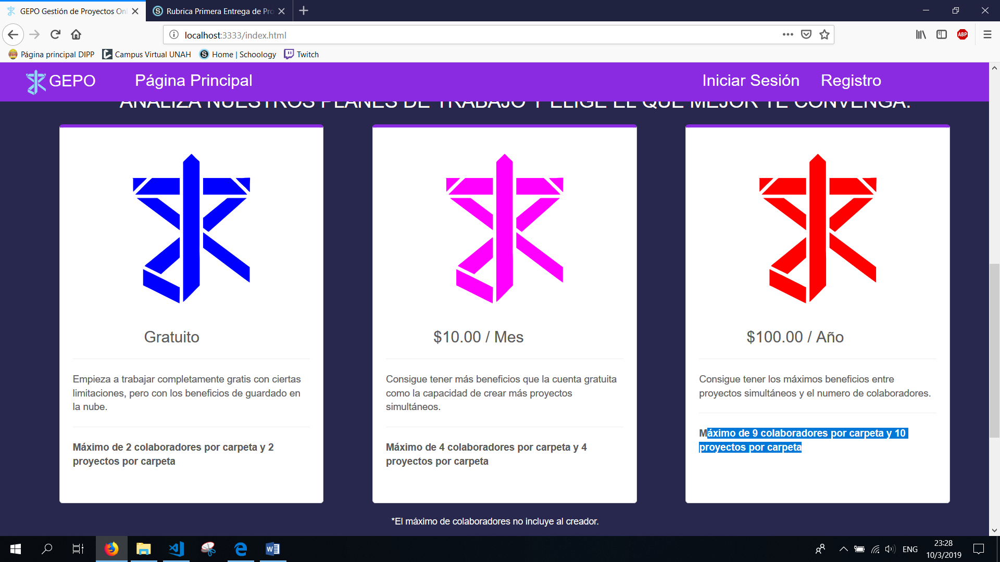 GEPO Gestión de Proyectos Onl
Rubrica Primera Entrega de Pro
localhost:3333/index.html
ABP
Página principal DIPP
Campus Virtual UNAH
Home | Schoology
Twitch
GEPO
Página Principal
Iniciar Sesión
Registro
ANALIZA NUESTROS PLANES DE TRABAJO Y ELIGE EL QUE MEJOR TE CONVENGA.
Gratuito
Empieza a trabajar completamente gratis con ciertas
limitaciones, pero con los beneficios de guardado en
la nube.
Máximo de 2 colaboradores por carpeta y 2
proyectos por carpeta
$10.00 / Mes
Consigue tener más beneficios que la cuenta gratuita
como la capacidad de crear más proyectos
simultáneos.
Máximo de 4 colaboradores por carpeta y 4
proyectos por carpeta
$100.00 / Año
Consigue tener los máximos beneficios entre
proyectos simultáneos y el numero de colaboradores.
Máximo de 9 colaboradores por carpeta y 10
proyectos por carpeta
*El máximo de colaboradores no incluye al creador.
ENG
23:28
10/3/2019